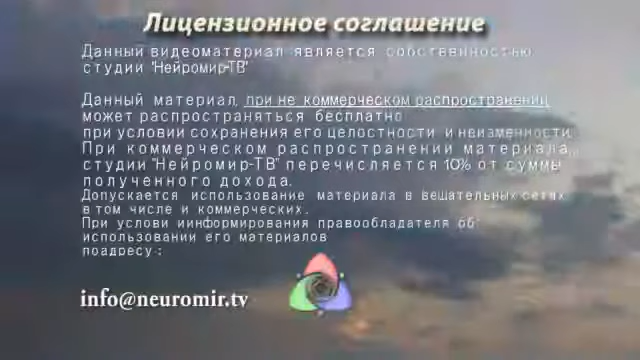 Лицензионное соглашение
Данный видеоматериал является собственностью
студии "Нейромир-ТВ"
Данный материал, при не коммерческом распространении
может распространяться бесплатно
при условии сохранения его целостности и неизменности.
При коммерческом распространении материала,
студии "Нейромир-ТВ" перечисляется 10% от суммы
полученного дохода.
Допускается использование материала в вещательных сетях
в том числе и коммерческих.
При услови иинформирования правообладателя об
использовании его материалов
поадресу:
info@neuromir.tv